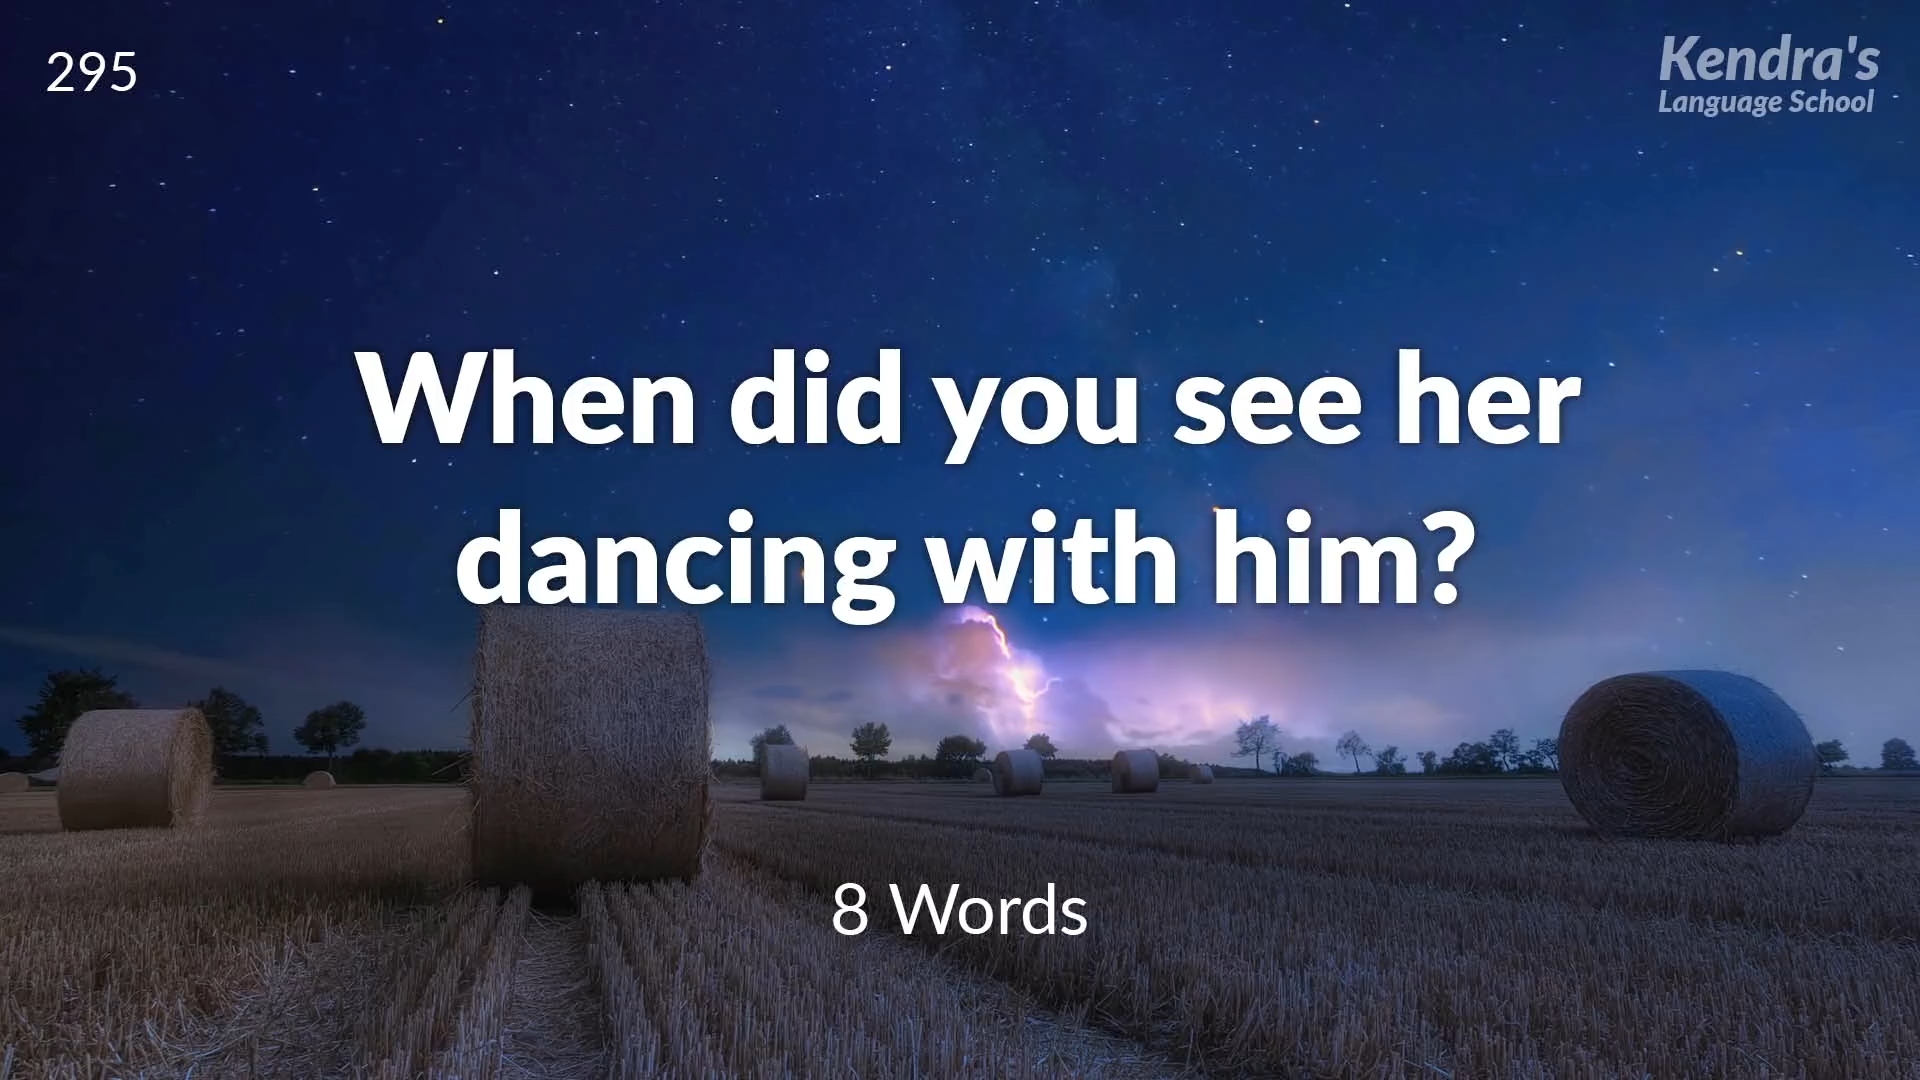 295
Kendra's
Language School
When did you see her
dancing with him?
8 Words